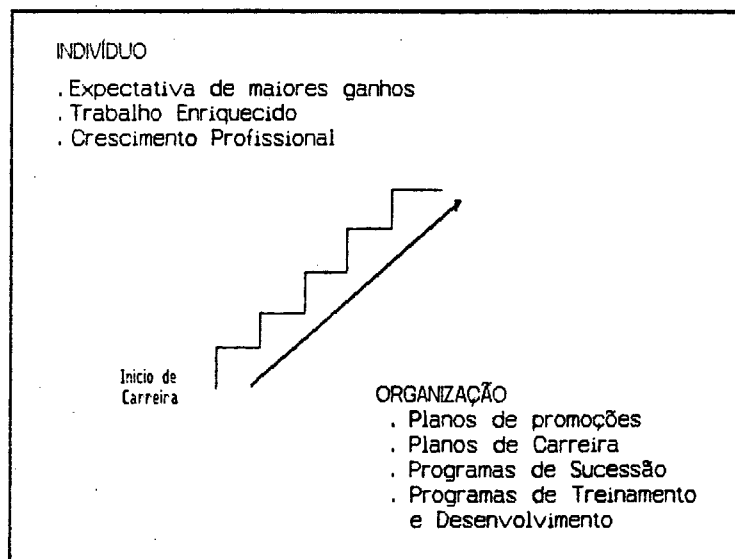 INDIVÍDUO
. Expectativa de maiores ganhos
. Trabalho Enriquecido
. Crescimento Profissional
Inicio de
Carreira
ORGANIZAÇÃO
. Planos de promoções
. Planos de Carreira
. Programas de Sucessão
. Programas de Treinamento
e Desenvolvimento